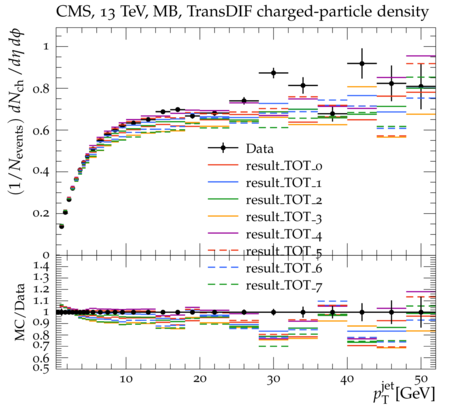 CMS, 13 TeV, MB, TransDIF charged-particle density
(1/N_events) dN_ch/dη dφ
1
0.8
0.6
0.4
0.2
0
Data
result_TOT_0
result_TOT_1
result_TOT_2
result_TOT_3
result_TOT_4
result_TOT_5
result_TOT_6
result_TOT_7
MC/Data
1.4
1.3
1.2
1.1
1
0.9
0.8
0.7
0.6
0.5
10 20 30 40 50
p_T^jet [GeV]